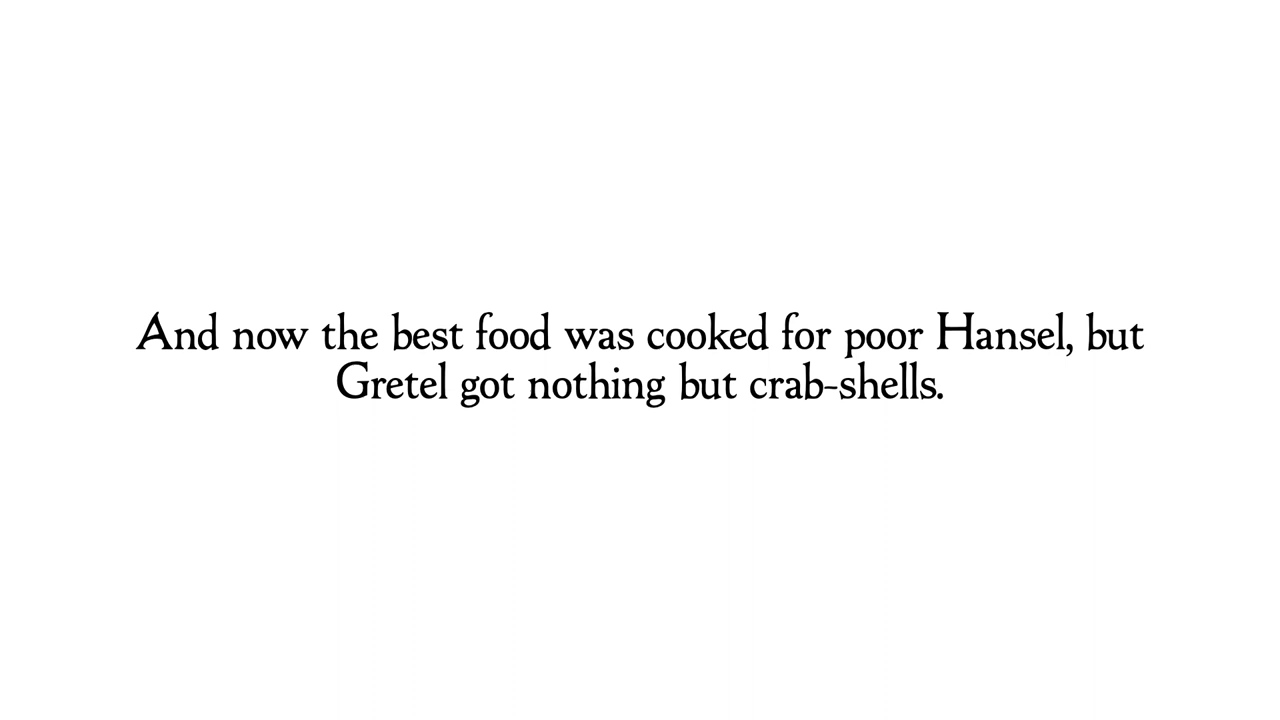 And now the best food was cooked for poor Hansel, but
Gretel got nothing but crab-shells.